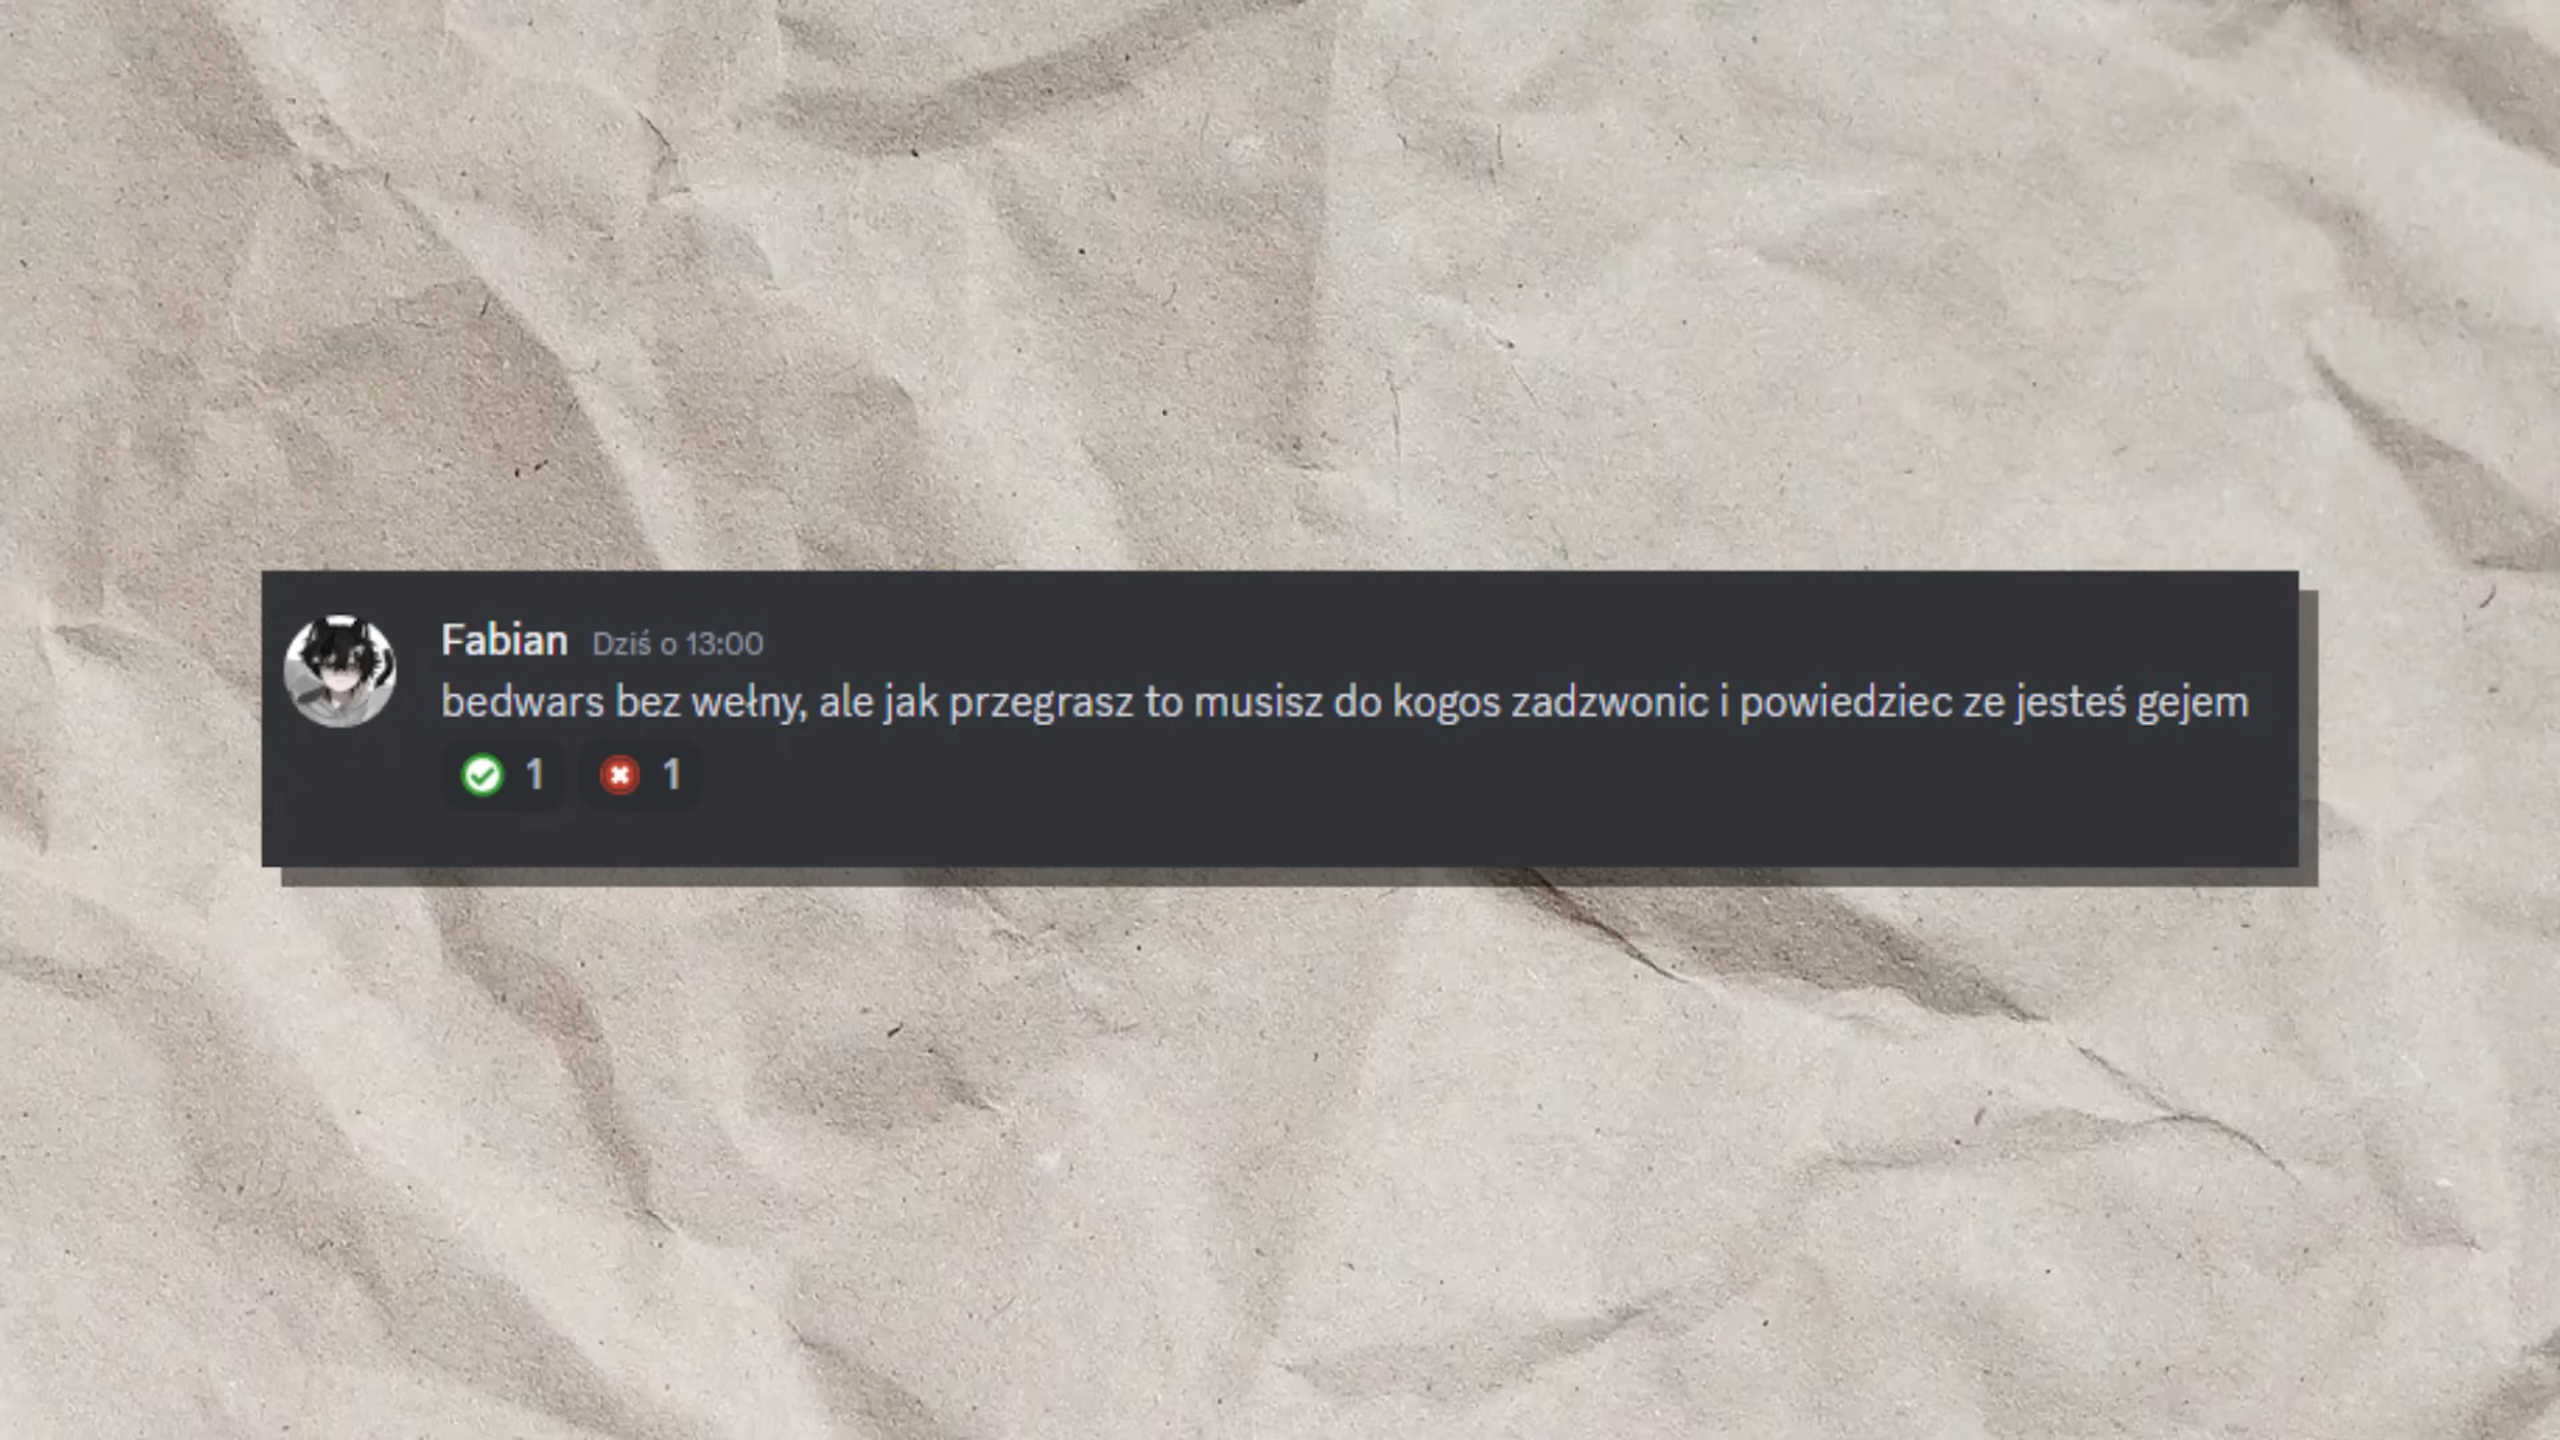 Fabian Dziś o 13:00
bedwars bez wełny, ale jak przegrasz to musisz do kogos zadzwonic i powiedziec ze jesteś gejem
1 1